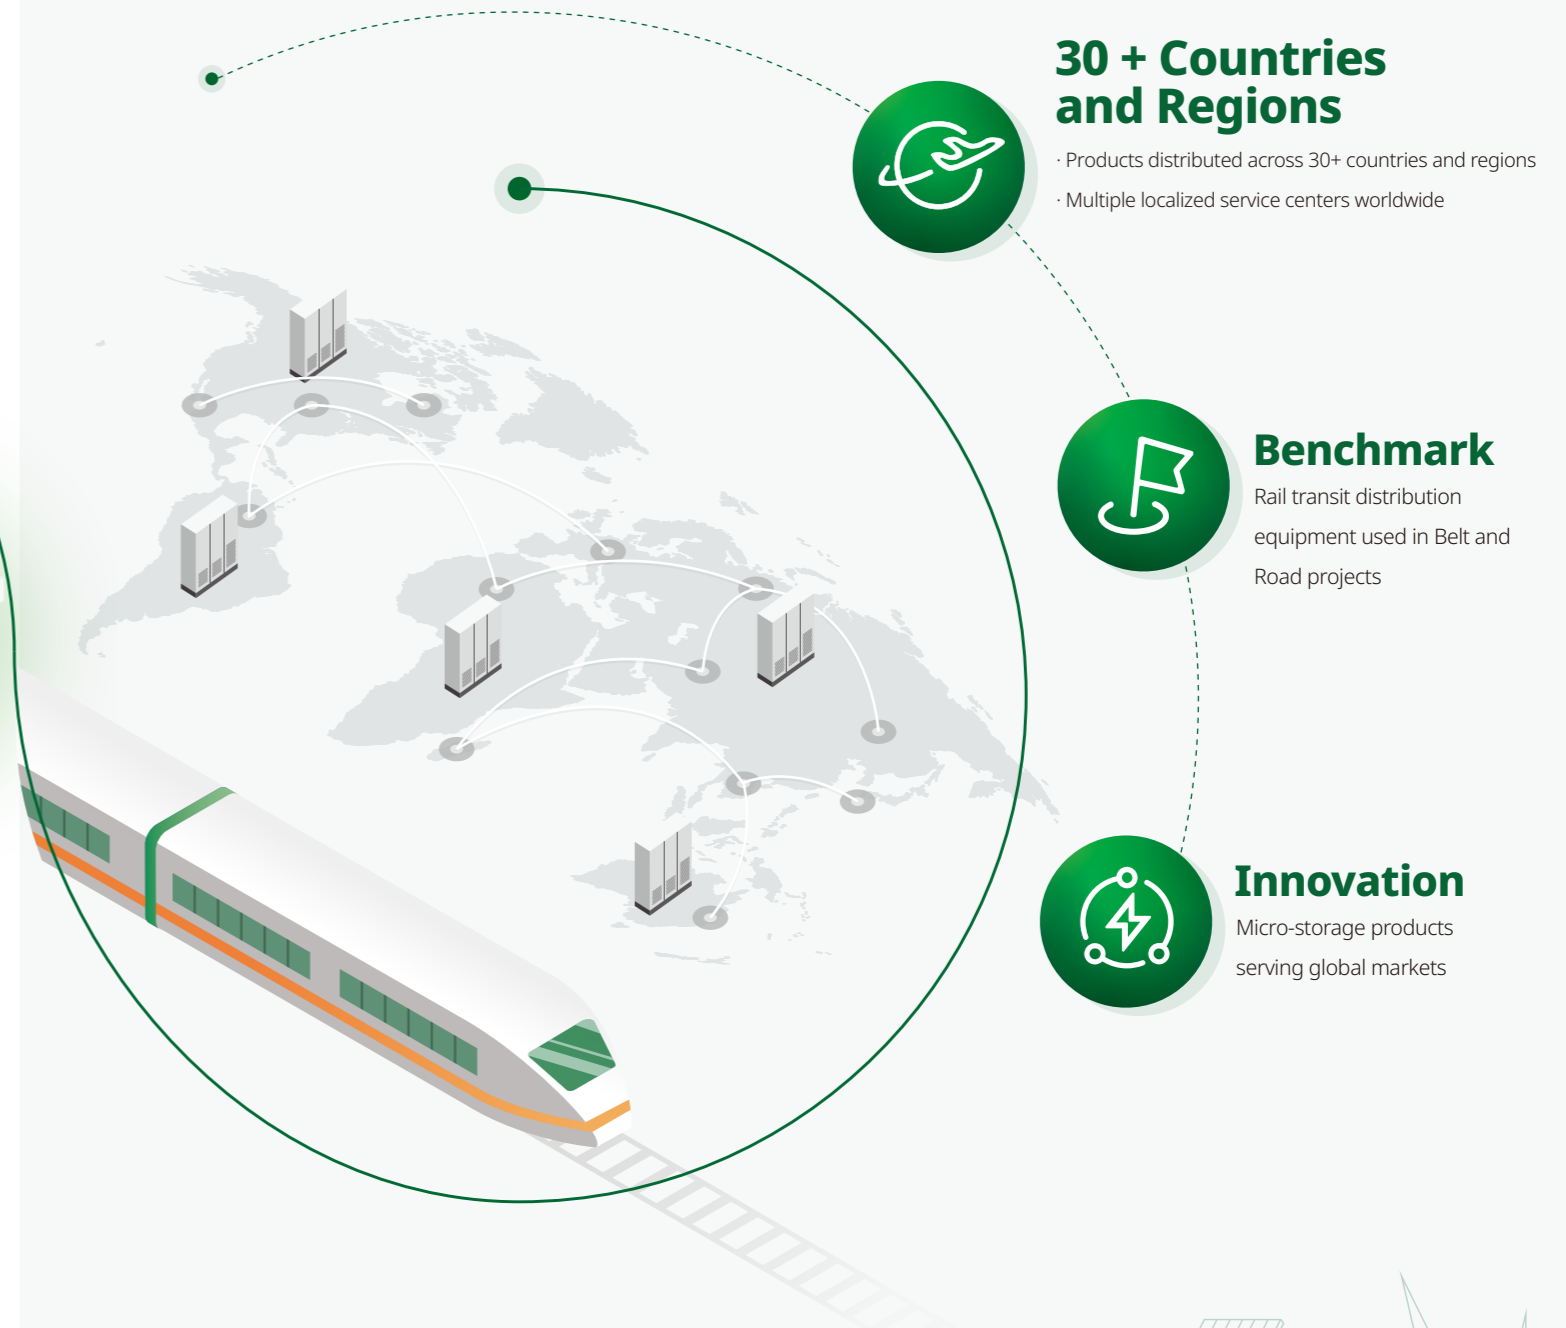 30 + Countries
and Regions
· Products distributed across 30+ countries and regions
· Multiple localized service centers worldwide
Benchmark
Rail transit distribution
equipment used in Belt and
Road projects
Innovation
Micro-storage products
serving global markets